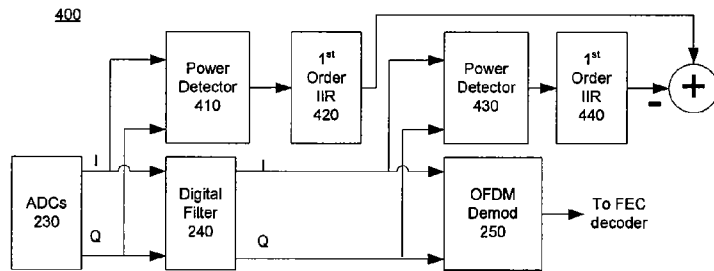 400
Power
Detector
410
1st
Order
IIR
420
Power
Detector
430
1st
Order
IIR
440
+
-
ADCs
230
I
Q
Digital
Filter
240
I
Q
OFDM
Demod
250
To FEC
decoder